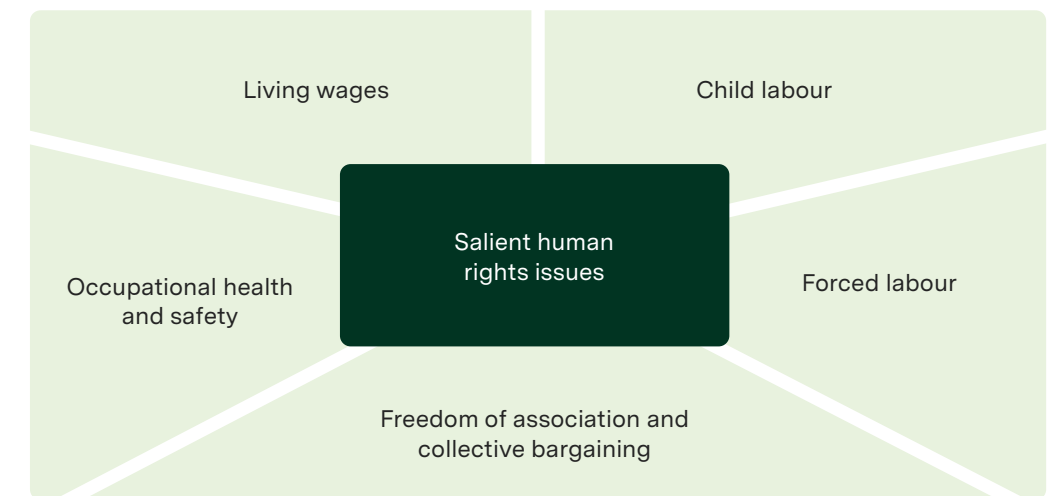 Living wages
Child labour
Salient human
rights issues
Occupational health
and safety
Forced labour
Freedom of association and
collective bargaining